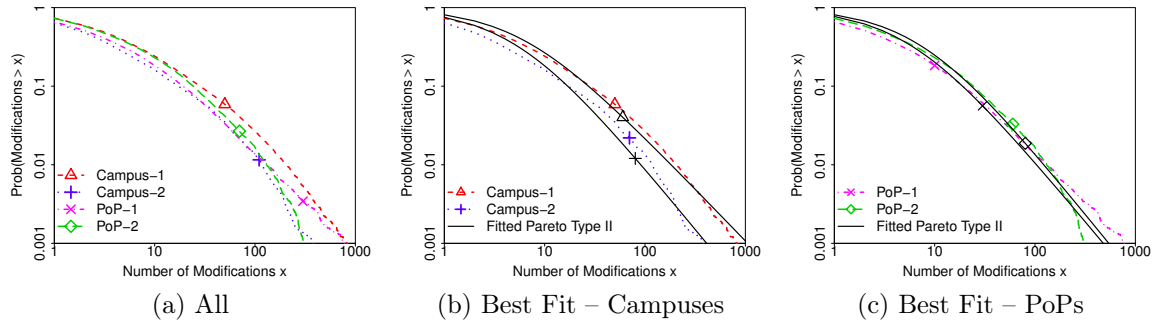 Prob(Modifications > x)
1
0.1
0.01
0.001
Campus−1
Campus−2
PoP−1
PoP−2
1 10 100 1000
Number of Modifications x
(a) All
Prob(Modifications > x)
1
0.1
0.01
0.001
Campus−1
Campus−2
Fitted Pareto Type II
1 10 100 1000
Number of Modifications x
(b) Best Fit – Campuses
Prob(Modifications > x)
1
0.1
0.01
0.001
PoP−1
PoP−2
Fitted Pareto Type II
1 10 100 1000
Number of Modifications x
(c) Best Fit – PoPs